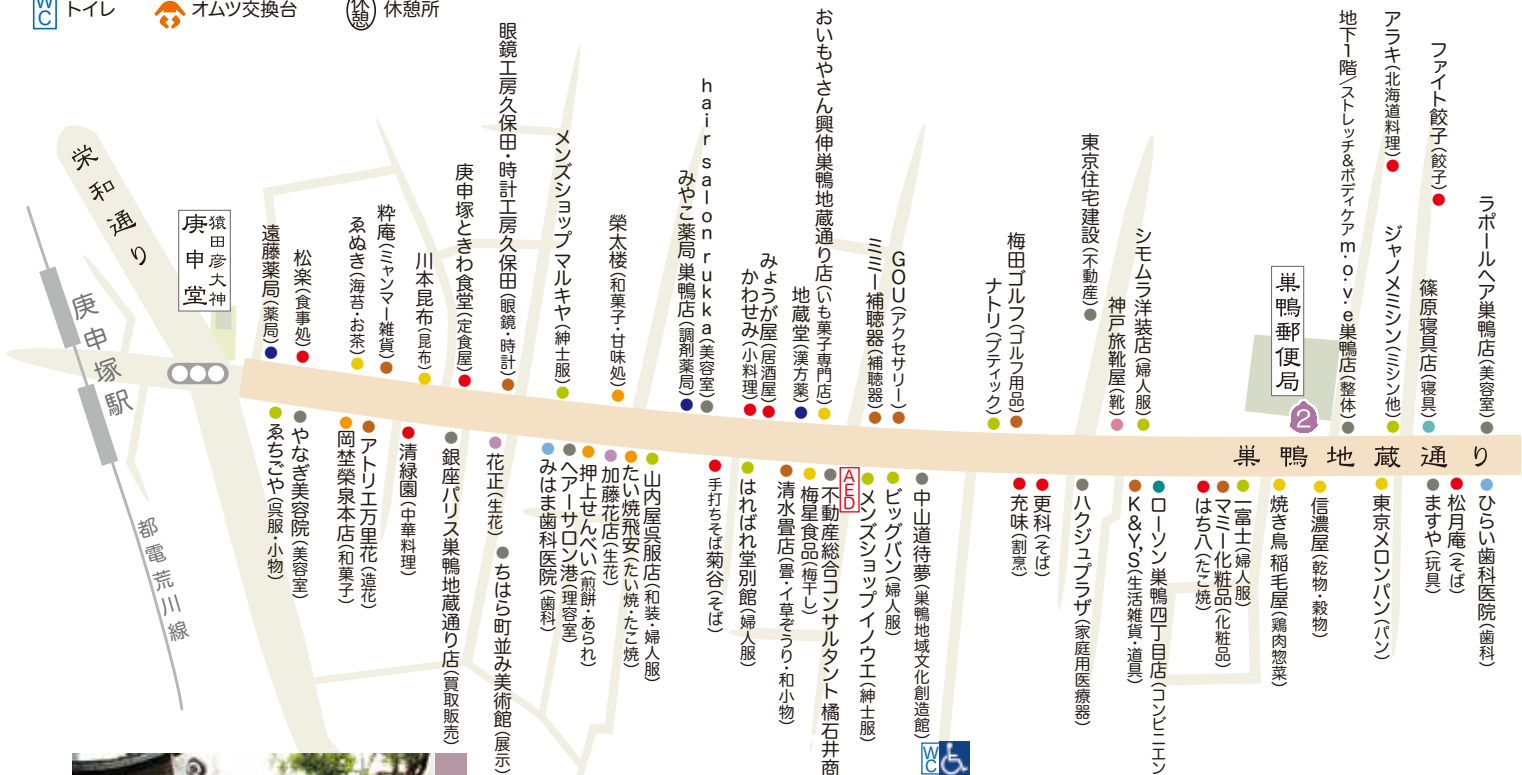 WC トイレ
オムツ交換台
休憩 休憩所
栄和通り
庚申塚駅
都電荒川線
猿田彦大神
庚申堂
遠藤薬局(薬局)
松楽(食事処)
ゑぬき(海苔・お茶)
粋庵(ミャンマー雑貨)
川本昆布(昆布)
庚申塚ときわ食堂(定食屋)
眼鏡工房久保田・時計工房久保田(眼鏡・時計)
メンズショップマルキヤ(紳士服)
榮太楼(和菓子・甘味処)
みやこ薬局 巣鴨店(調剤薬局)
hair salon rukka(美容室)
かわせみ(小料理)
みょうが屋(居酒屋)
地蔵堂(漢方薬)
おいもやさん興伸巣鴨地蔵通り店(いも菓子専門店)
ミミー補聴器(補聴器)
GOU(アクセサリー)
ナトリ(ブティック)
梅田ゴルフ(ゴルフ用品)
東京住宅建設(不動産)
神戸旅靴屋(靴)
シモムラ洋装店(婦人服)
巣鴨郵便局
2
地下1階/ストレッチ&ボディケアm・o・v・e巣鴨店(整体)
アラキ(北海道料理)
ジャノメミシン(ミシン他)
ファイト餃子(餃子)
篠原寝具店(寝具)
ラポールヘア巣鴨店(美容室)
巣鴨地蔵通り
ゑちごや(呉服・小物)
やなぎ美容院(美容室)
岡埜榮泉本店(和菓子)
アトリエ万里花(造花)
清緑園(中華料理)
銀座パリス巣鴨地蔵通り店(買取販売)
花正(生花)
ちはら町並み美術館(展示)
みはま歯科医院(歯科)
ヘアーサロン港(理容室)
押上せんべい(煎餅・あられ)
加藤花店(生花)
たい焼飛安(たい焼・たこ焼)
山内屋呉服店(和装・婦人服)
手打ちそば菊谷(そば)
はればれ堂別館(婦人服)
清水畳店(畳・イ草ぞうり・和小物)
梅星食品(梅干し)
不動産総合コンサルタント 橘石井商
AED
メンズショップイノウエ(紳士服)
ビッグバン(婦人服)
中山道待夢(巣鴨地域文化創造館)
WC
充味(割烹)
更科(そば)
ハクジュプラザ(家庭用医療器)
K&Y'S(生活雑貨・道具)
ローソン巣鴨四丁目店(コンビニエン
はち八(たこ焼)
マミー化粧品(化粧品)
一富士(婦人服)
焼き鳥 稲毛屋(鶏肉惣菜)
信濃屋(乾物・穀物)
東京メロンパン(パン)
ますや(玩具)
松月庵(そば)
ひらい歯科医院(歯科)